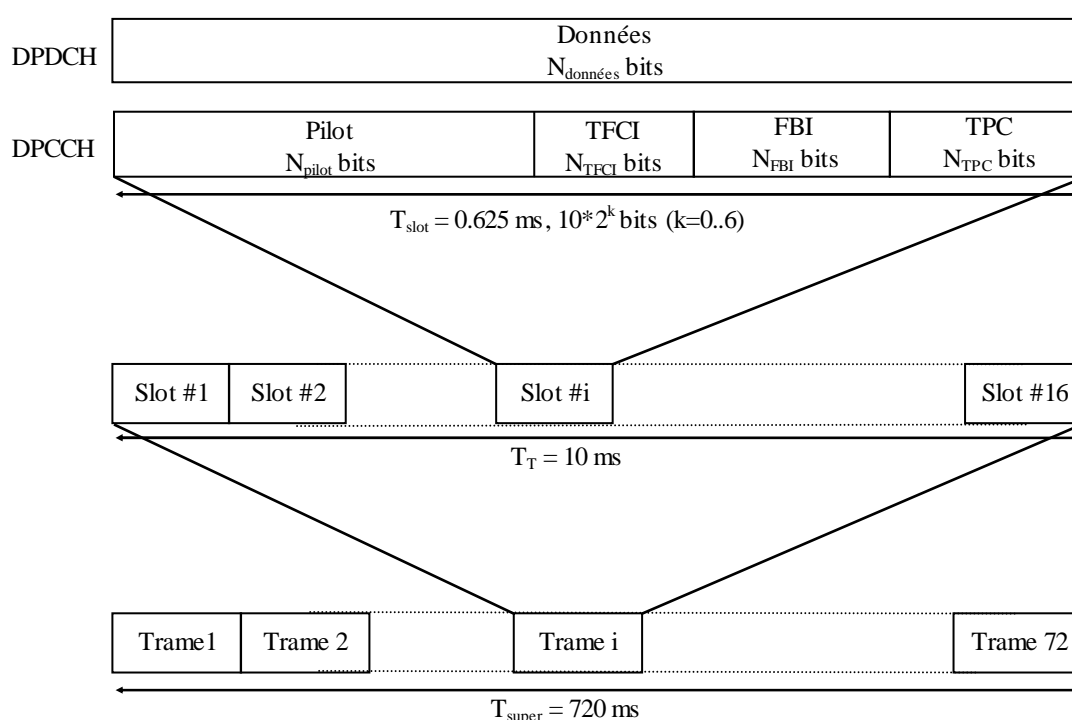 DPDCH
Données
N_données bits
DPCCH
Pilot
N_pilot bits
TFCI
N_TFCI bits
FBI
N_FBI bits
TPC
N_TPC bits
T_slot = 0.625 ms, 10*2^k bits (k=0..6)
Slot #1
Slot #2
Slot #i
Slot #16
T_T = 10 ms
Trame1
Trame 2
Trame i
Trame 72
T_super = 720 ms